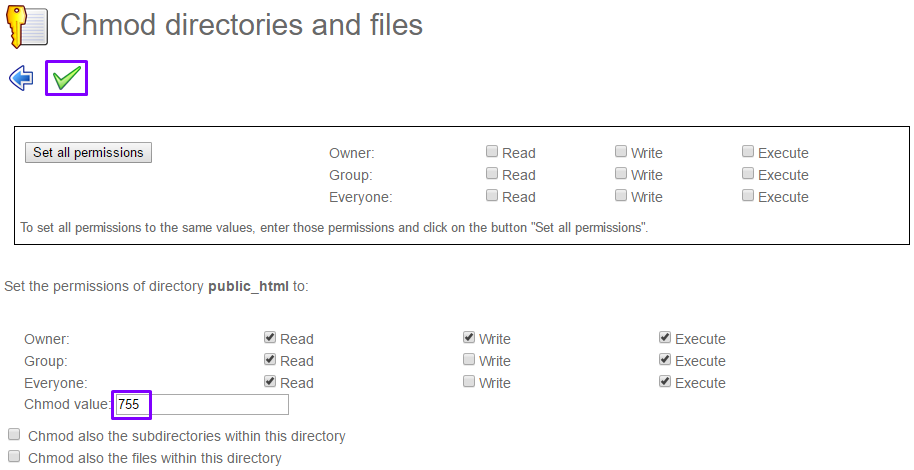 Chmod directories and files
Set all permissions
Owner: Read Write Execute
Group: Read Write Execute
Everyone: Read Write Execute
To set all permissions to the same values, enter those permissions and click on the button "Set all permissions".
Set the permissions of directory public_html to:
Owner: Read Write Execute
Group: Read Write Execute
Everyone: Read Write Execute
Chmod value: 755
Chmod also the subdirectories within this directory
Chmod also the files within this directory